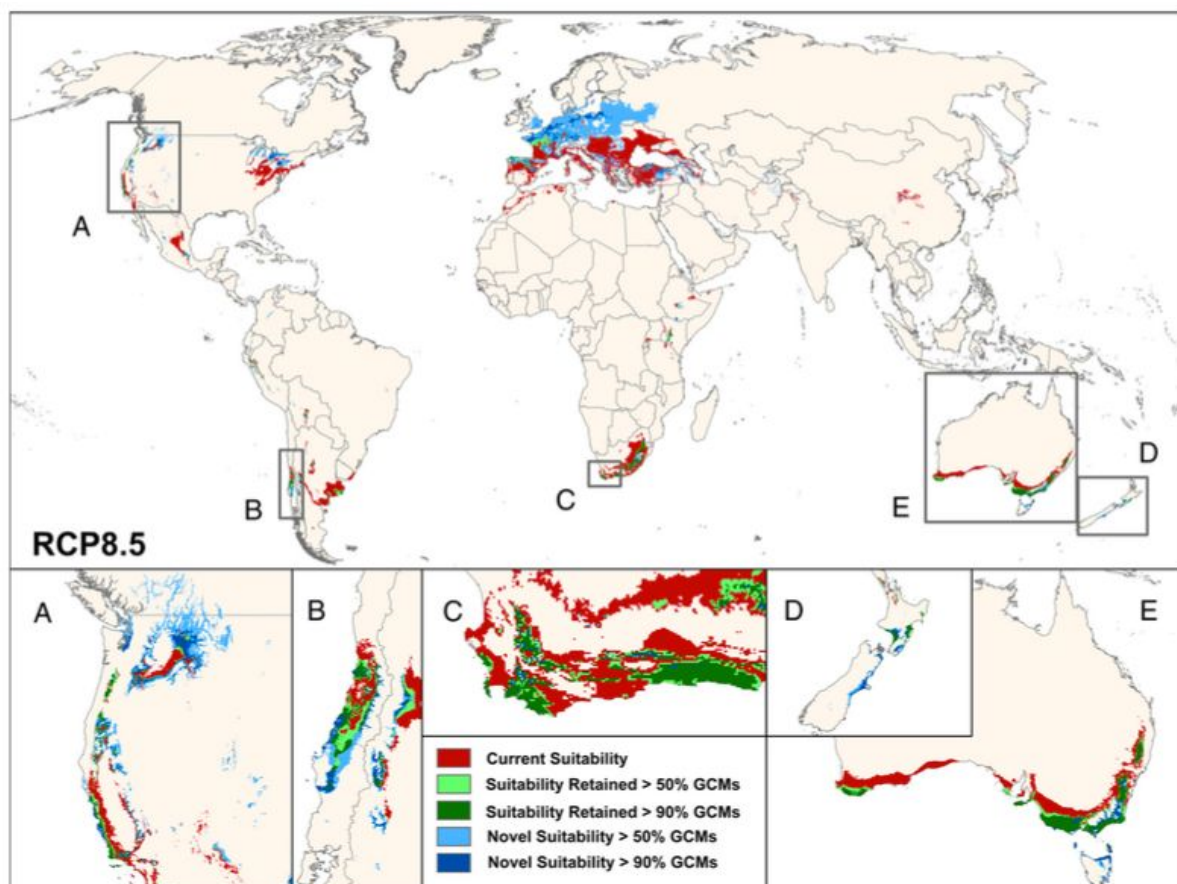 A
B
C
D
E
RCP8.5
A
B
C
D
E
Current Suitability
Suitability Retained > 50% GCMs
Suitability Retained > 90% GCMs
Novel Suitability > 50% GCMs
Novel Suitability > 90% GCMs